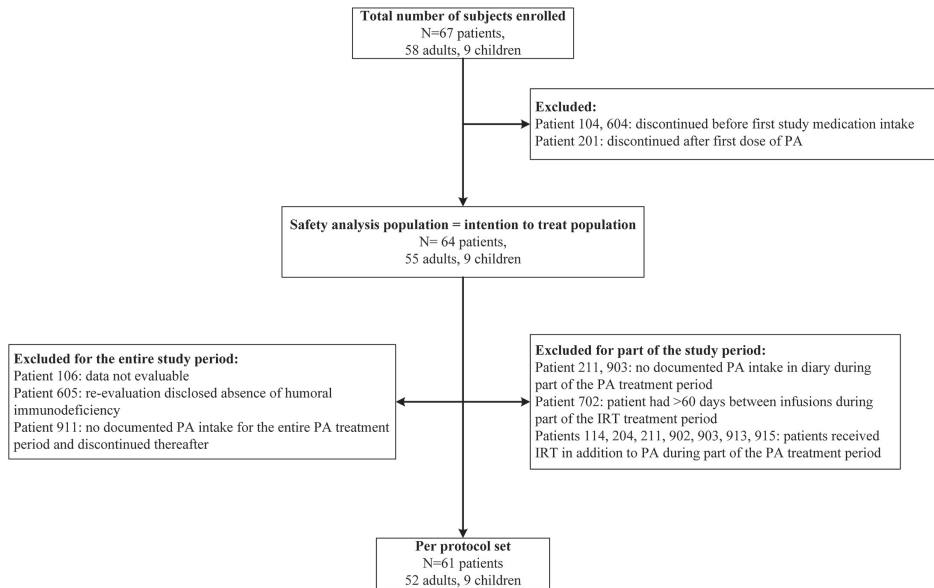 Total number of subjects enrolled
N=67 patients,
58 adults, 9 children
Excluded:
Patient 104, 604: discontinued before first study medication intake
Patient 201: discontinued after first dose of PA
Safety analysis population = intention to treat population
N= 64 patients,
55 adults, 9 children
Excluded for the entire study period:
Patient 106: data not evaluable
Patient 605: re-evaluation disclosed absence of humoral
immunodeficiency
Patient 911: no documented PA intake for the entire PA treatment
period and discontinued thereafter
Excluded for part of the study period:
Patient 211, 903: no documented PA intake in diary during
part of the PA treatment period
Patient 702: patient had >60 days between infusions during
part of the IRT treatment period
Patients 114, 204, 211, 902, 903, 913, 915: patients received
IRT in addition to PA during part of the PA treatment period
Per protocol set
N=61 patients
52 adults, 9 children